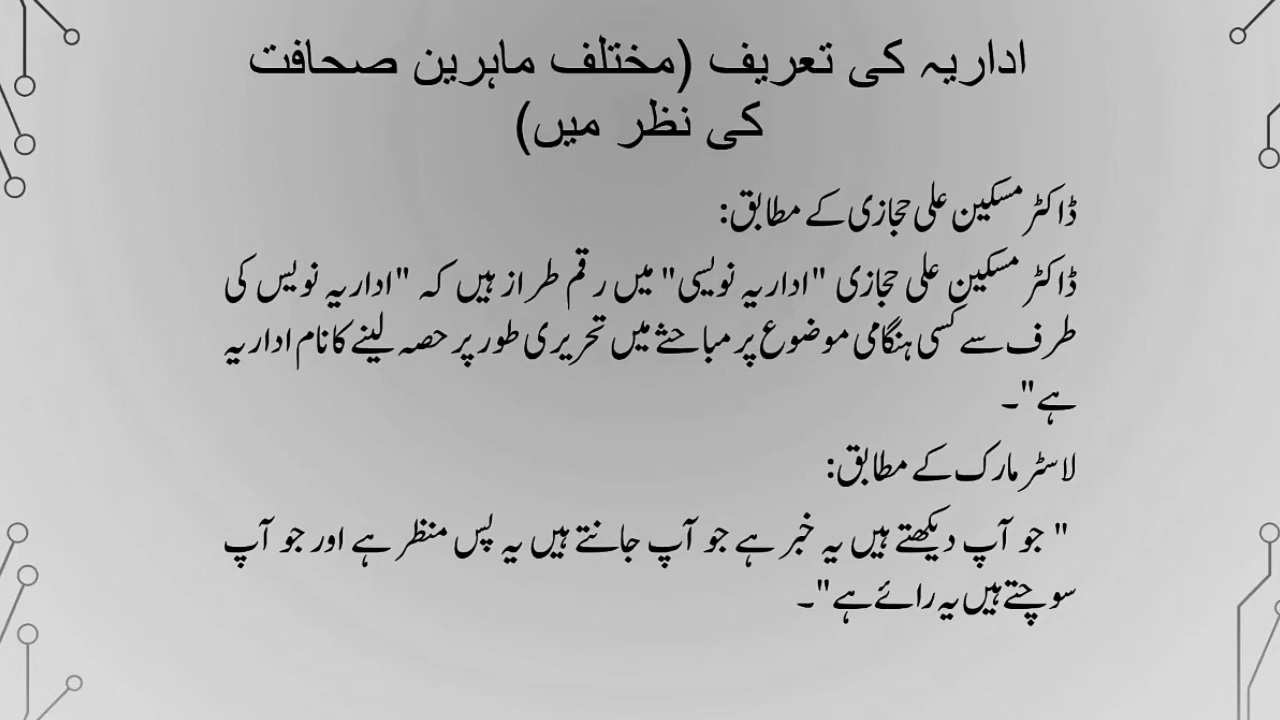 اداریہ کی تعریف (مختلف ماہرین صحافت
کی نظر میں)
ڈاکٹر مسکین علی حجازی کے مطابق:
ڈاکٹر مسکین علی حجازی "اداریہ نویسی" میں رقم طراز ہیں کہ "اداریہ نویس کی
طرف سے کسی ہنگامی موضوع پر مباحثے میں تحریری طور پر حصہ لینے کا نام اداریہ
ہے"۔
لاسٹر مارک کے مطابق:
" جو آپ دیکھتے ہیں یہ خبر ہے جو آپ جانتے ہیں یہ پس منظر ہے اور جو آپ
سوچتے ہیں یہ رائے ہے"۔